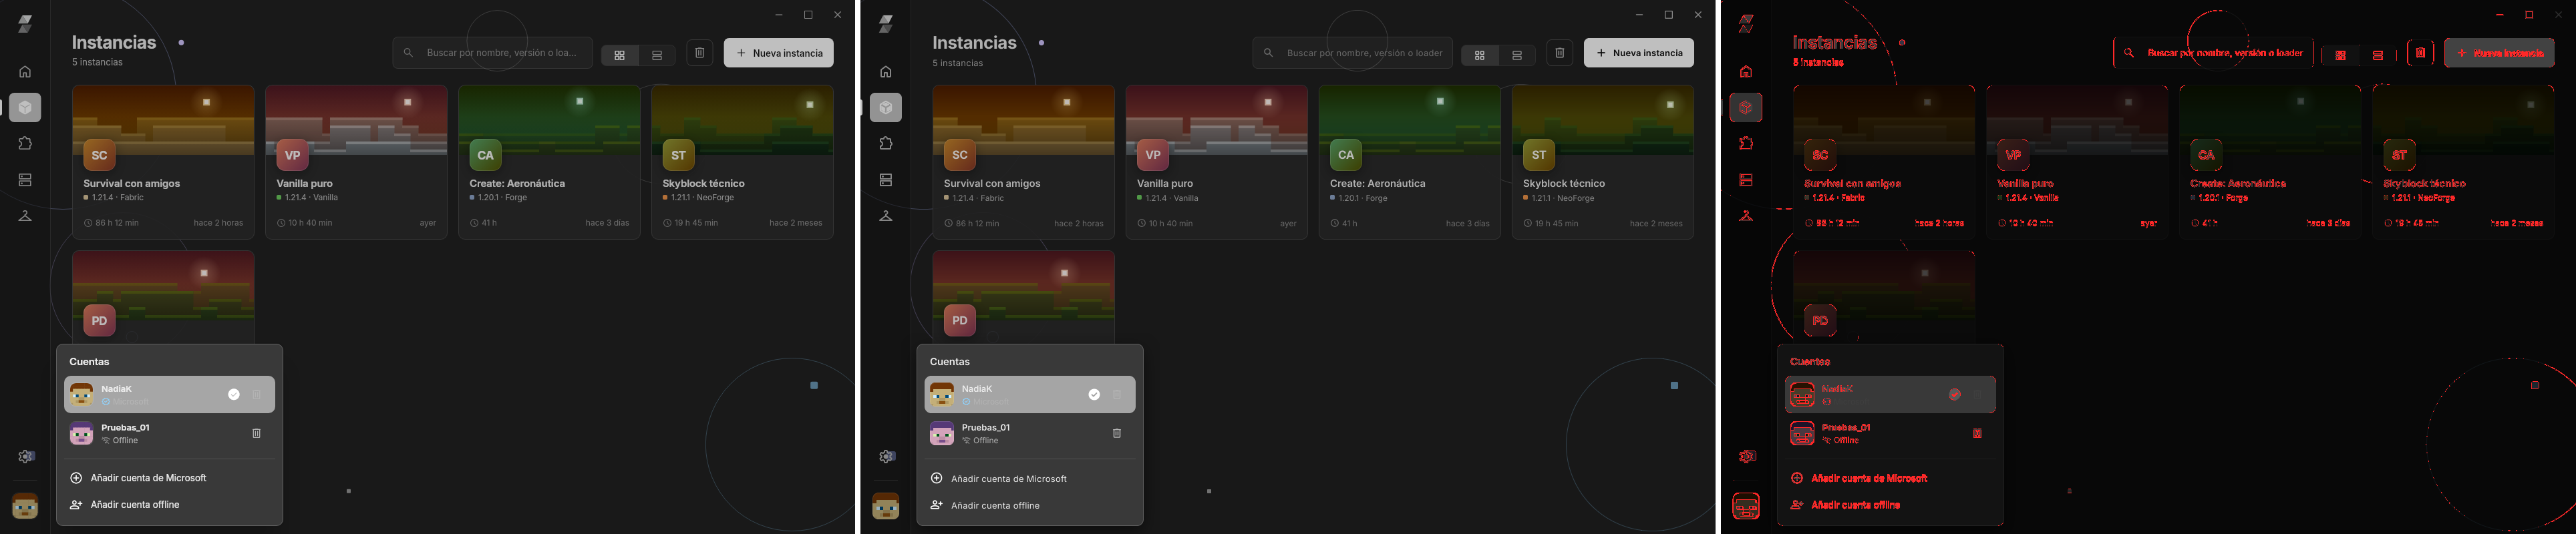 Instancias
5 instancias
Buscar por nombre, versión o loa...
Nueva instancia
SC
Survival con amigos
1.21.4 · Fabric
86 h 12 min
hace 2 horas
VP
Vanilla puro
1.21.4 · Vanilla
10 h 40 min
ayer
CA
Create: Aeronáutica
1.20.1 · Forge
41 h
hace 3 días
ST
Skyblock técnico
1.21.1 · NeoForge
19 h 45 min
hace 2 meses
PD
Cuentas
NadiaK
Microsoft
Pruebas_01
Offline
Añadir cuenta de Microsoft
Añadir cuenta offline
Instancias
5 instancias
Buscar por nombre, versión o loader
Nueva instancia
SC
Survival con amigos
1.21.4 · Fabric
86 h 12 min
hace 2 horas
VP
Vanilla puro
1.21.4 · Vanilla
10 h 40 min
ayer
CA
Create: Aeronáutica
1.20.1 · Forge
41 h
hace 3 días
ST
Skyblock técnico
1.21.1 · NeoForge
19 h 45 min
hace 2 meses
PD
Cuentas
NadiaK
Microsoft
Pruebas_01
Offline
Añadir cuenta de Microsoft
Añadir cuenta offline
Instancias
5 instancias
Buscar por nombre, versión o loader
Nueva instancia
SC
Survival con amigos
1.21.4 · Fabric
86 h 12 min
hace 2 horas
VP
Vanilla puro
1.21.4 · Vanilla
10 h 40 min
ayer
CA
Create: Aeronáutica
1.20.1 · Forge
41 h
hace 3 días
ST
Skyblock técnico
1.21.1 · NeoForge
19 h 45 min
hace 2 meses
PD
Cuentas
NadiaK
Pruebas_01
Offline
Añadir cuenta de Microsoft
Añadir cuenta offline